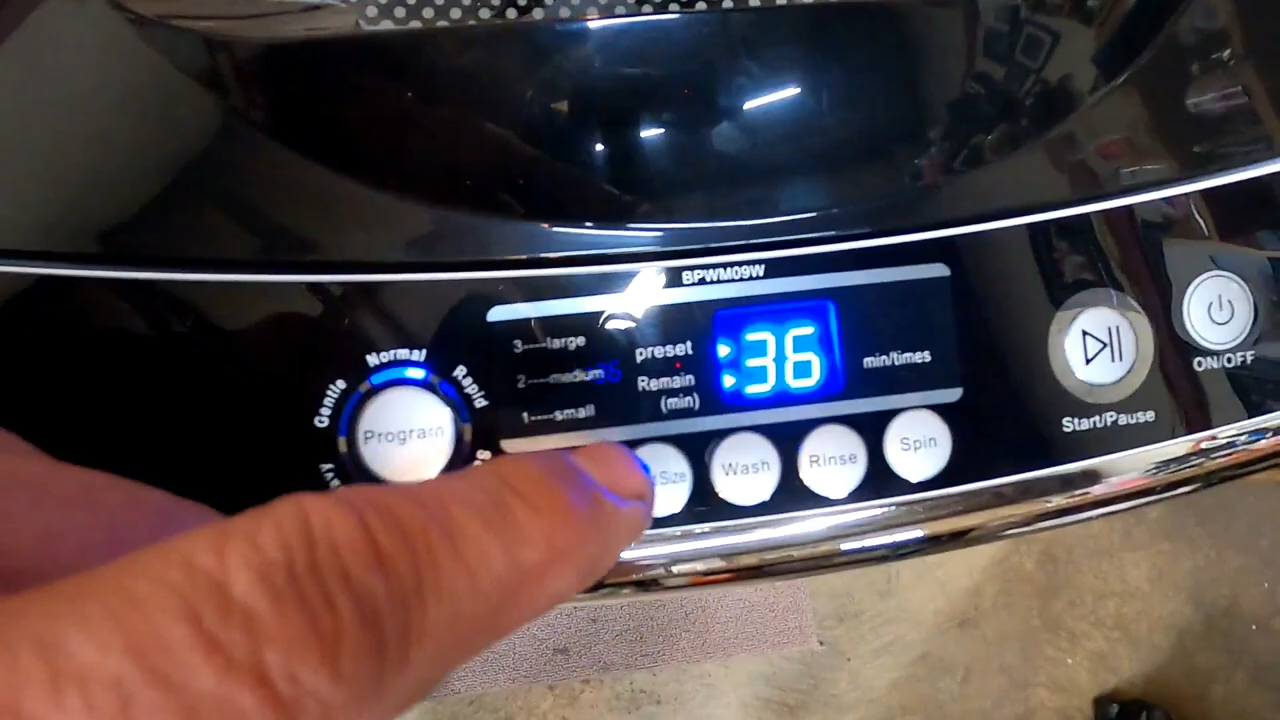 BPWM09W
3----large
2----medium
1----small
preset
Remain
(min)
36
min/times
Normal
Gentle
Rapid
Program
Size
Wash
Rinse
Spin
Start/Pause
ON/OFF